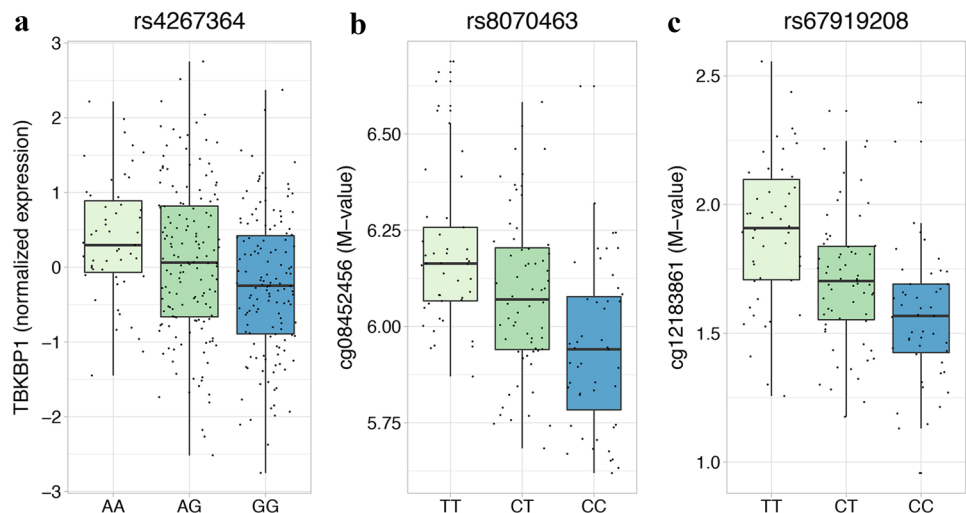 a
rs4267364
TBKBP1 (normalized expression)
3
2
1
0
−1
−2
−3
AA AG GG
b
rs8070463
cg08452456 (M−value)
6.50
6.25
6.00
5.75
TT CT CC
c
rs67919208
cg12183861 (M−value)
2.5
2.0
1.5
1.0
TT CT CC